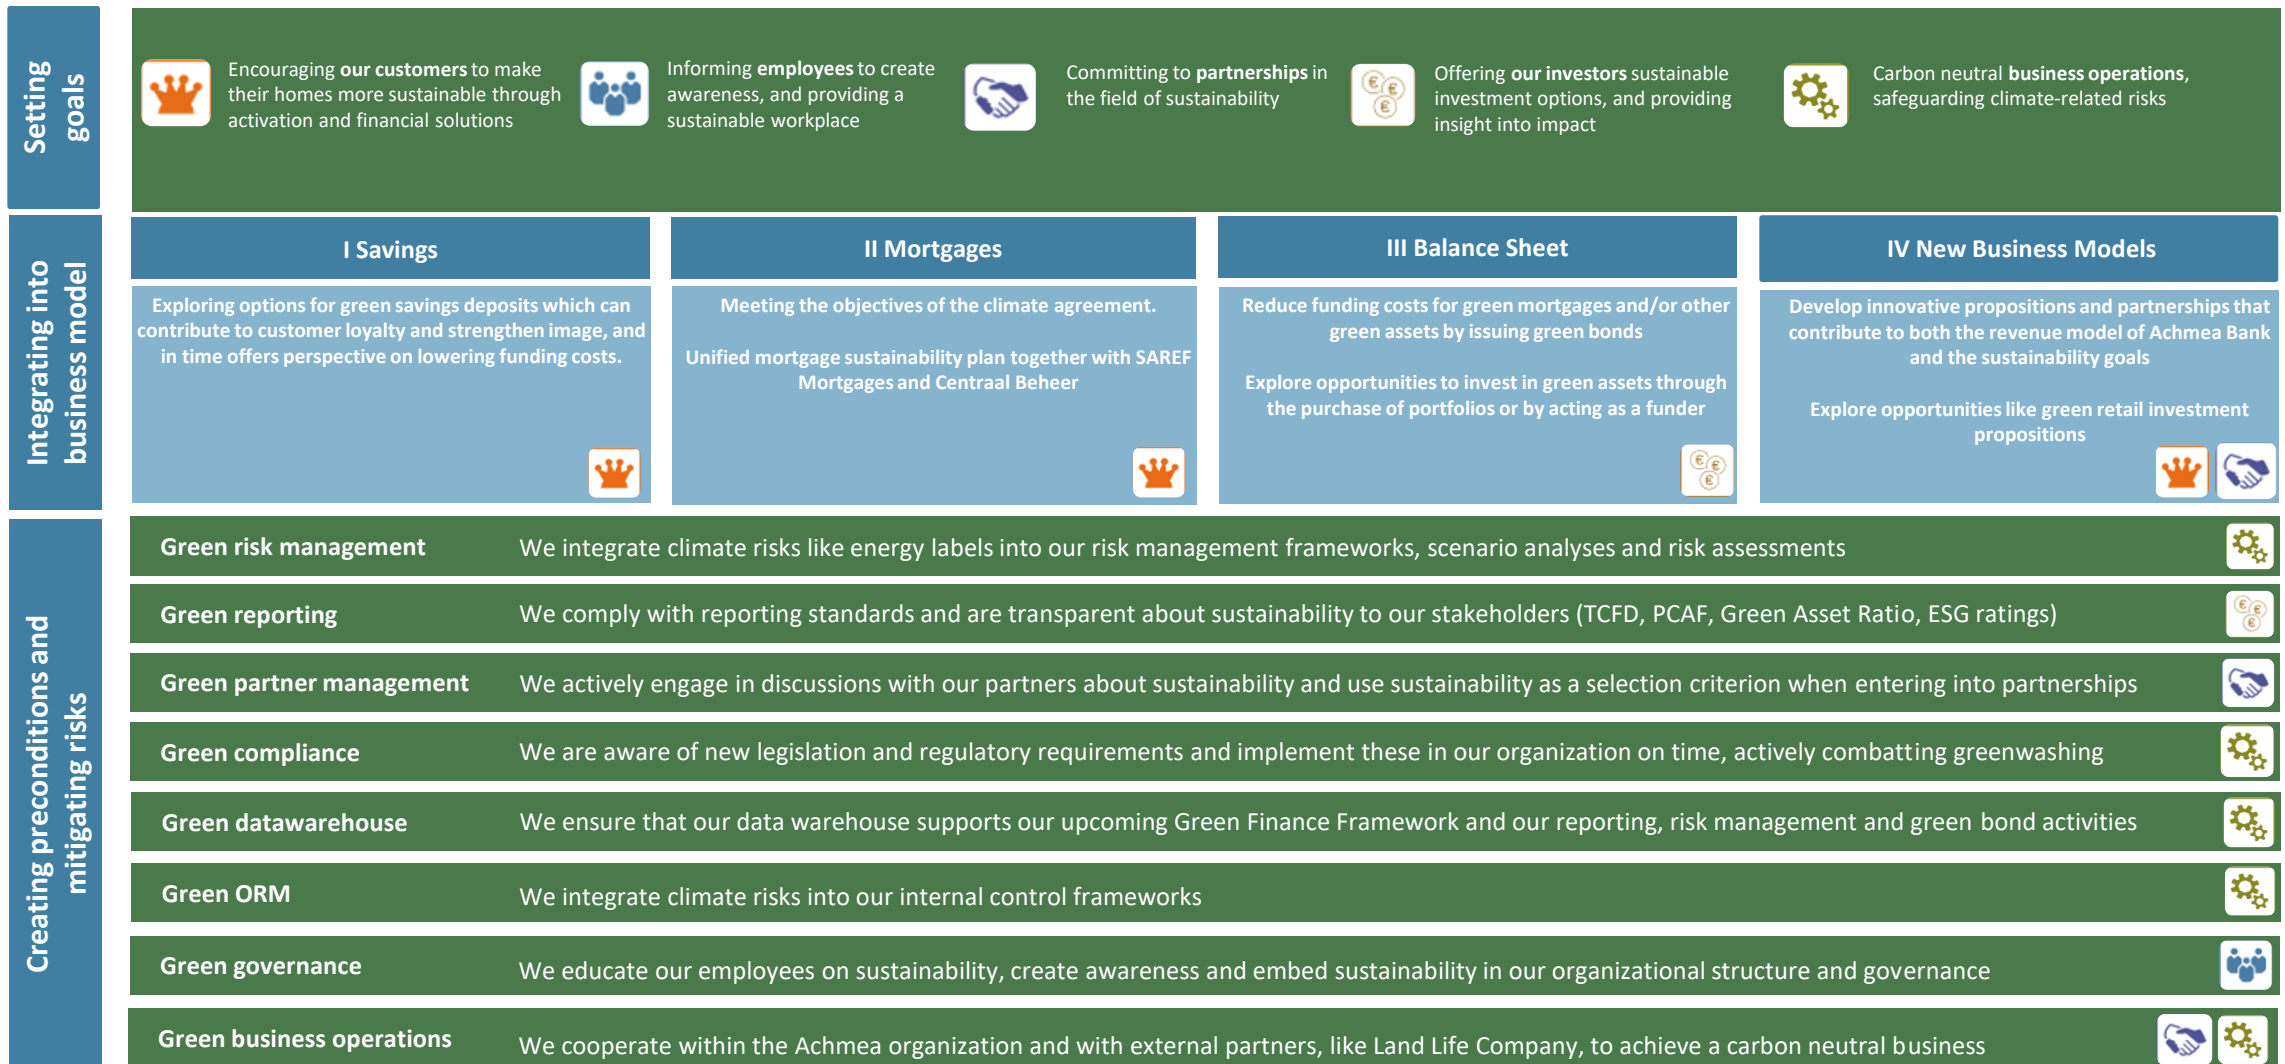 Setting
goals
Encouraging our customers to make
their homes more sustainable through
activation and financial solutions
Informing employees to create
awareness, and providing a
sustainable workplace
Committing to partnerships in
the field of sustainability
Offering our investors sustainable
investment options, and providing
insight into impact
Carbon neutral business operations,
safeguarding climate-related risks
Integrating into
business model
I Savings
Exploring options for green savings deposits which can
contribute to customer loyalty and strengthen image, and
in time offers perspective on lowering funding costs.
II Mortgages
Meeting the objectives of the climate agreement.
Unified mortgage sustainability plan together with SAREF
Mortgages and Centraal Beheer
III Balance Sheet
Reduce funding costs for green mortgages and/or other
green assets by issuing green bonds
Explore opportunities to invest in green assets through
the purchase of portfolios or by acting as a funder
IV New Business Models
Develop innovative propositions and partnerships that
contribute to both the revenue model of Achmea Bank
and the sustainability goals
Explore opportunities like green retail investment
propositions
Creating preconditions and
mitigating risks
Green risk management We integrate climate risks like energy labels into our risk management frameworks, scenario analyses and risk assessments
Green reporting We comply with reporting standards and are transparent about sustainability to our stakeholders (TCFD, PCAF, Green Asset Ratio, ESG ratings)
Green partner management We actively engage in discussions with our partners about sustainability and use sustainability as a selection criterion when entering into partnerships
Green compliance We are aware of new legislation and regulatory requirements and implement these in our organization on time, actively combatting greenwashing
Green datawarehouse We ensure that our data warehouse supports our upcoming Green Finance Framework and our reporting, risk management and green bond activities
Green ORM We integrate climate risks into our internal control frameworks
Green governance We educate our employees on sustainability, create awareness and embed sustainability in our organizational structure and governance
Green business operations We cooperate within the Achmea organization and with external partners, like Land Life Company, to achieve a carbon neutral business